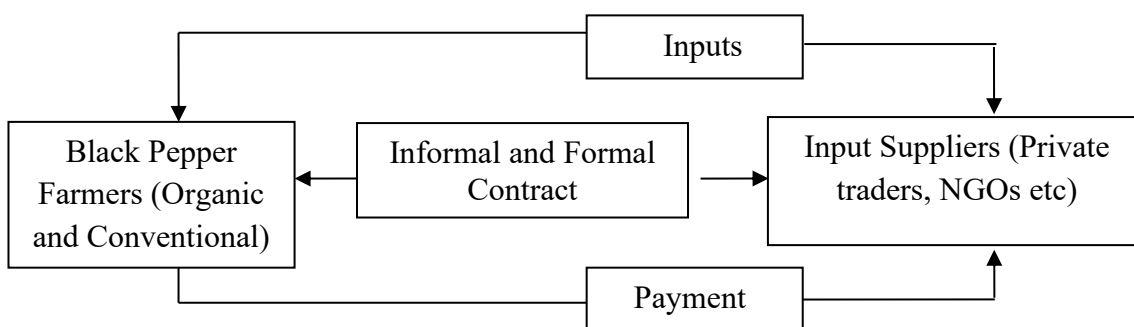 Inputs
Black Pepper
Farmers (Organic
and Conventional)
Informal and Formal
Contract
Input Suppliers (Private
traders, NGOs etc)
Payment